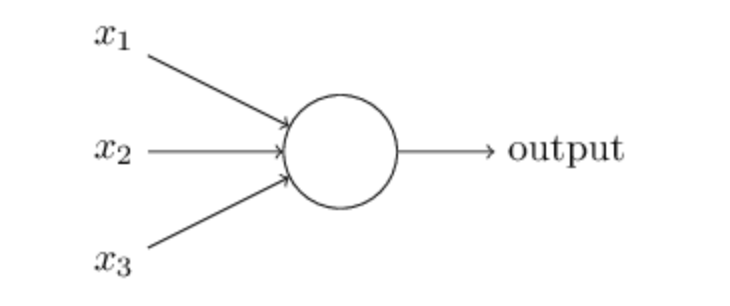 x₁
x₂
output
x₃